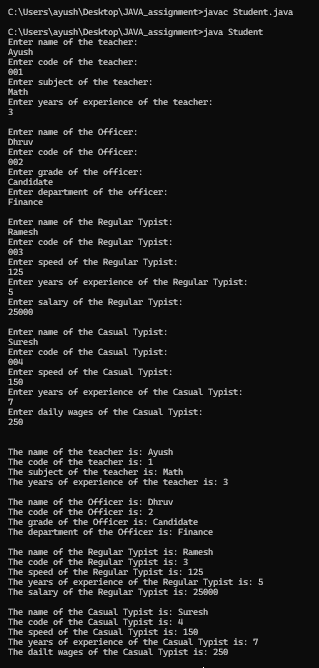 C:\Users\ayush\Desktop\JAVA_assignment>javac Student.java
C:\Users\ayush\Desktop\JAVA_assignment>java Student
Enter name of the teacher:
Ayush
Enter code of the teacher:
001
Enter subject of the teacher:
Math
Enter years of experience of the teacher:
3
Enter name of the Officer:
Dhruv
Enter code of the Officer:
002
Enter grade of the officer:
Candidate
Enter department of the officer:
Finance
Enter name of the Regular Typist:
Ramesh
Enter code of the Regular Typist:
003
Enter speed of the Regular Typist:
125
Enter years of experience of the Regular Typist:
5
Enter salary of the Regular Typist:
25000
Enter name of the Casual Typist:
Suresh
Enter code of the Casual Typist:
004
Enter speed of the Casual Typist:
150
Enter years of experience of the Casual Typist:
7
Enter daily wages of the Casual Typist:
250
The name of the teacher is: Ayush
The code of the teacher is: 1
The subject of the teacher is: Math
The years of experience of the teacher is: 3
The name of the Officer is: Dhruv
The code of the Officer is: 2
The grade of the Officer is: Candidate
The department of the Officer is: Finance
The name of the Regular Typist is: Ramesh
The code of the Regular Typist is: 3
The speed of the Regular Typist is: 125
The years of experience of the Regular Typist is: 5
The salary of the Regular Typist is: 25000
The name of the Casual Typist is: Suresh
The code of the Casual Typist is: 4
The speed of the Casual Typist is: 150
The years of experience of the Casual Typist is: 7
The dailt wages of the Casual Typist is: 250